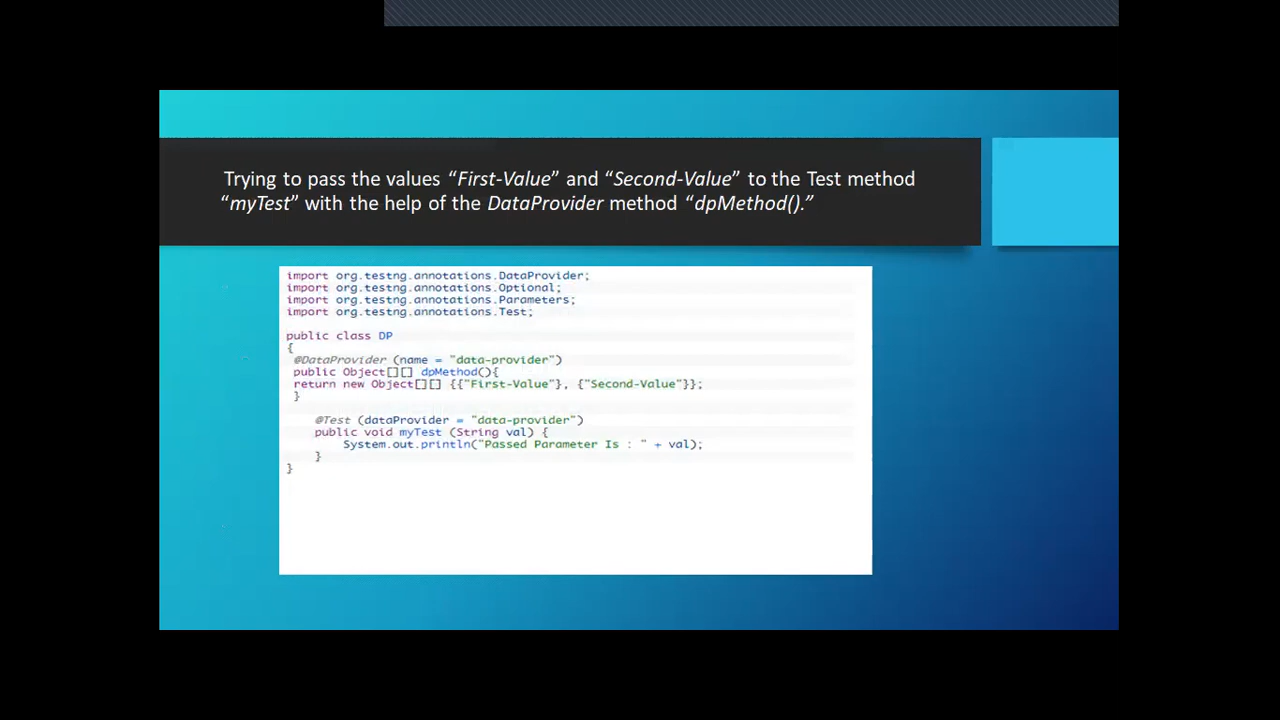 Trying to pass the values “First-Value” and “Second-Value” to the Test method
“myTest” with the help of the DataProvider method “dpMethod().”
import org.testng.annotations.DataProvider;
import org.testng.annotations.Optional;
import org.testng.annotations.Parameters;
import org.testng.annotations.Test;
public class DP
{
@DataProvider (name = "data-provider")
public Object[][] dpMethod(){
return new Object[][] {{"First-Value"}, {"Second-Value"}};
}
@Test (dataProvider = "data-provider")
public void myTest (String val) {
System.out.println("Passed Parameter Is : " + val);
}
}